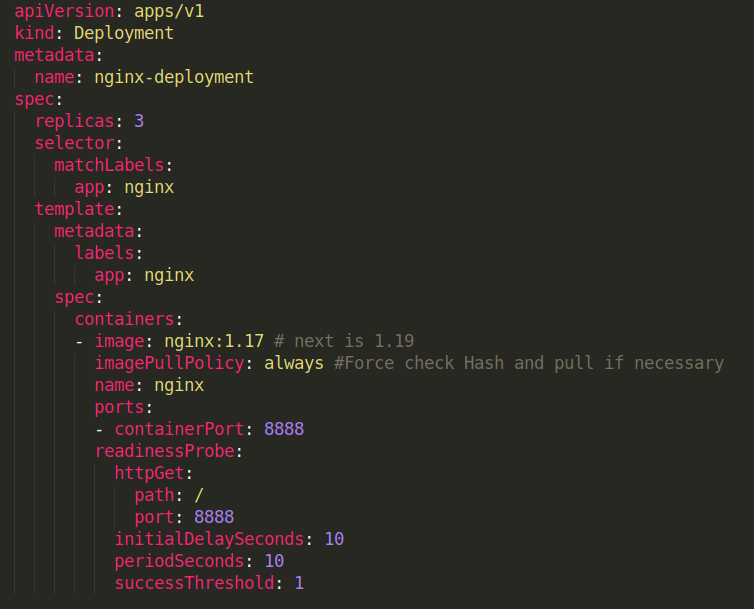 apiVersion: apps/v1
kind: Deployment
metadata:
  name: nginx-deployment
spec:
  replicas: 3
  selector:
    matchLabels:
      app: nginx
  template:
    metadata:
      labels:
        app: nginx
    spec:
      containers:
      - image: nginx:1.17 # next is 1.19
        imagePullPolicy: always #Force check Hash and pull if necessary
        name: nginx
        ports:
        - containerPort: 8888
        readinessProbe:
          httpGet:
            path: /
            port: 8888
          initialDelaySeconds: 10
          periodSeconds: 10
          successThreshold: 1